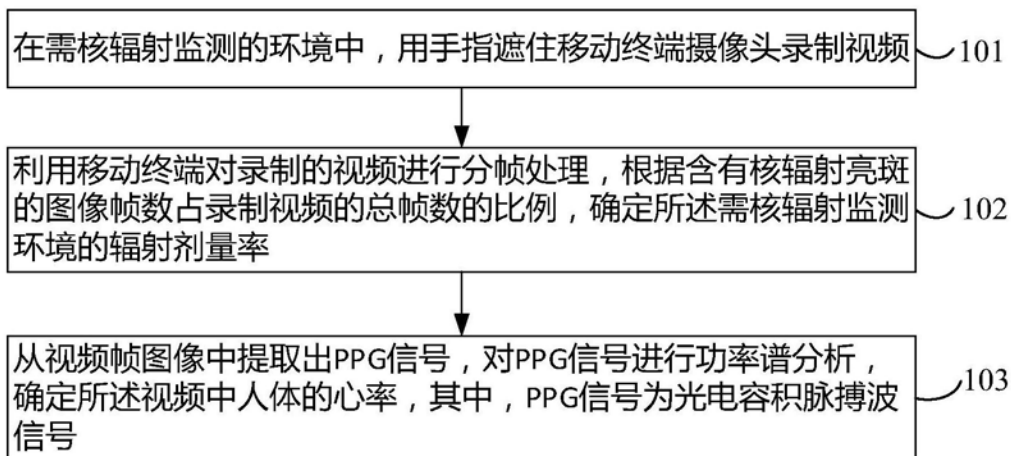 在需核辐射监测的环境中，用手指遮住移动终端摄像头录制视频
101
利用移动终端对录制的视频进行分帧处理，根据含有核辐射亮斑
的图像帧数占录制视频的总帧数的比例，确定所述需核辐射监测
环境的辐射剂量率
102
从视频帧图像中提取出PPG信号，对PPG信号进行功率谱分析，
确定所述视频中人体的心率，其中，PPG信号为光电容积脉搏波
信号
103